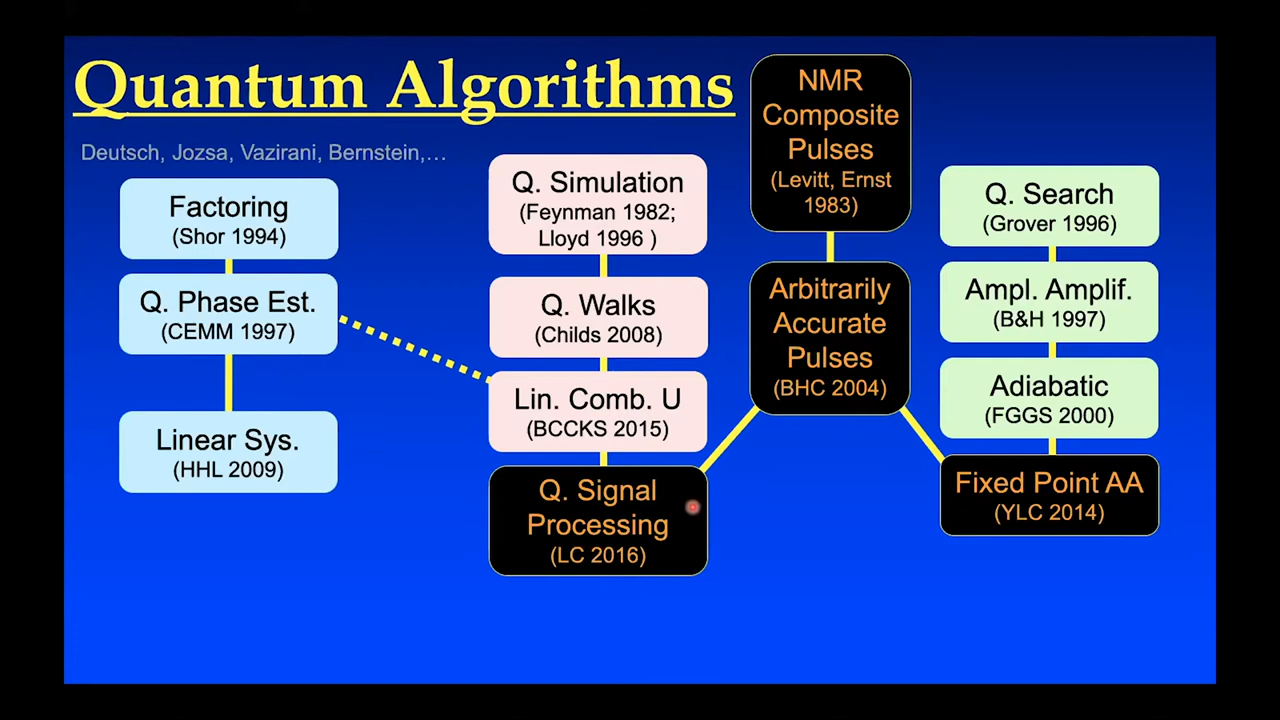 Quantum Algorithms
Deutsch, Jozsa, Vazirani, Bernstein,…
Factoring
(Shor 1994)
Q. Phase Est.
(CEMM 1997)
Linear Sys.
(HHL 2009)
Q. Simulation
(Feynman 1982;
Lloyd 1996 )
Q. Walks
(Childs 2008)
Lin. Comb. U
(BCCKS 2015)
Q. Signal
Processing
(LC 2016)
NMR
Composite
Pulses
(Levitt, Ernst
1983)
Arbitrarily
Accurate
Pulses
(BHC 2004)
Q. Search
(Grover 1996)
Ampl. Amplif.
(B&H 1997)
Adiabatic
(FGGS 2000)
Fixed Point AA
(YLC 2014)